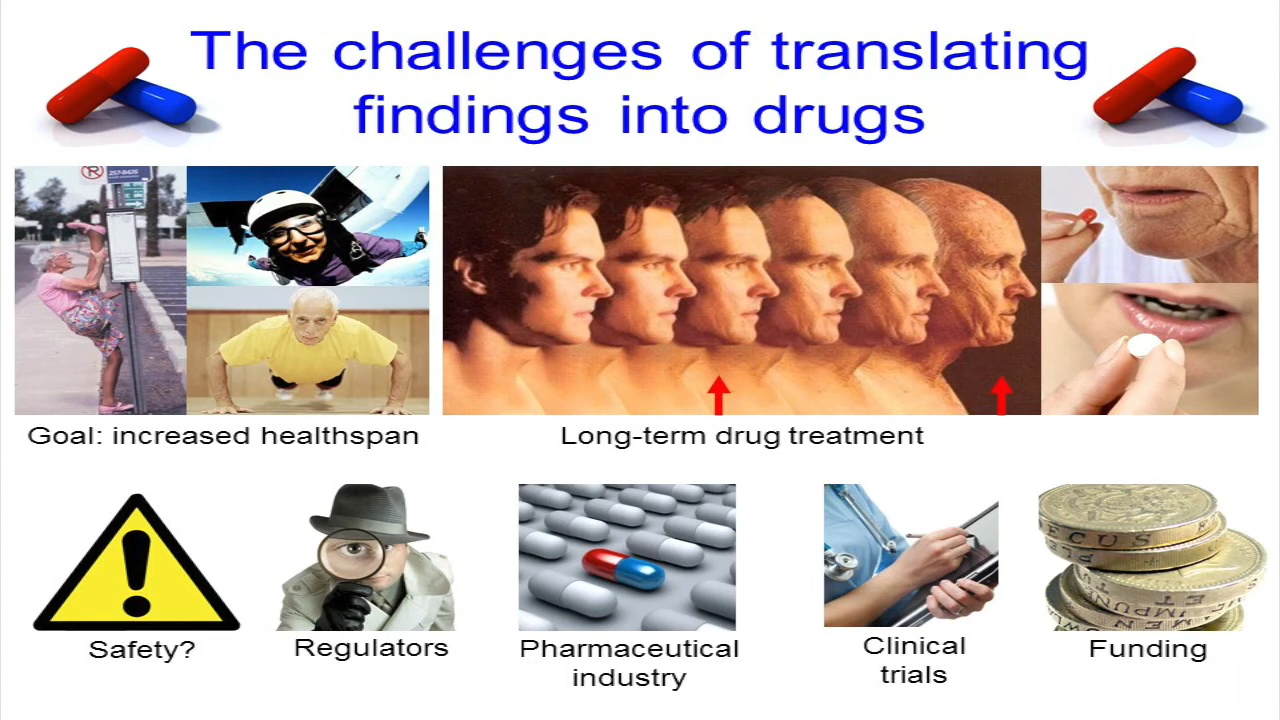 The challenges of translating
findings into drugs
Goal: increased healthspan
Long-term drug treatment
Safety?
Regulators
Pharmaceutical
industry
Clinical
trials
Funding